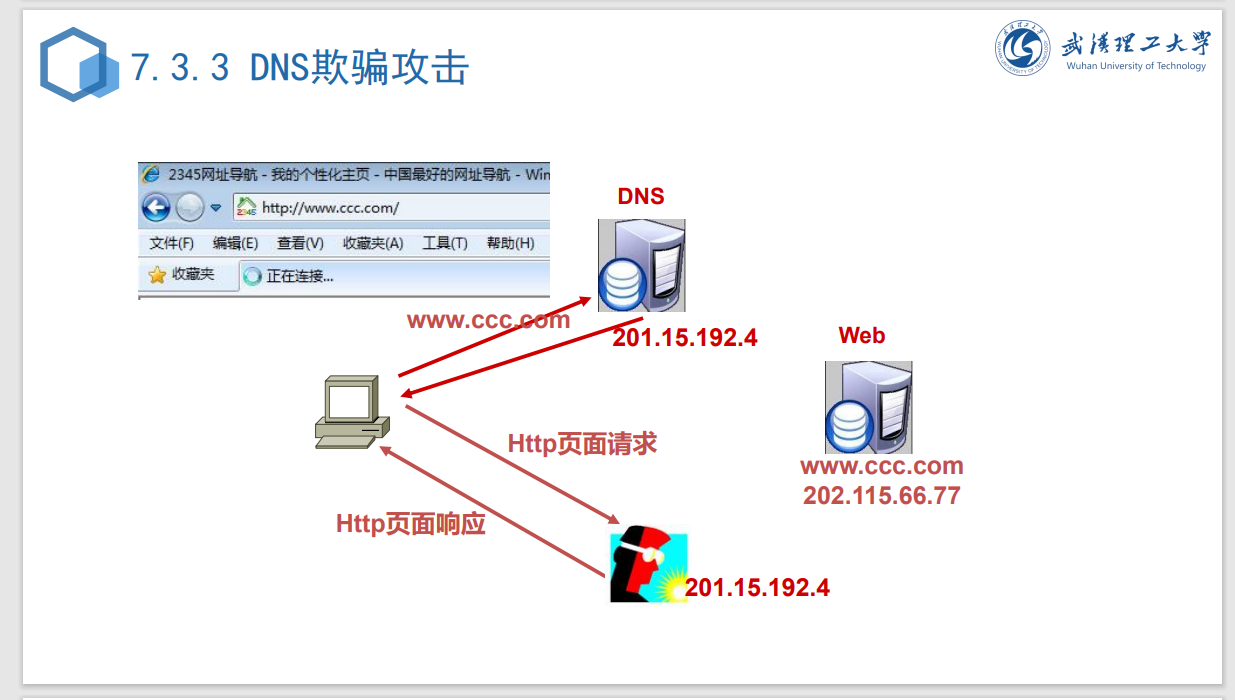 7.3.3 DNS欺骗攻击
武汉理工大学
Wuhan University of Technology
2345网址导航 - 我的个性化主页 - 中国最好的网址导航 - Win
2345 http://www.ccc.com/
文件(F) 编辑(E) 查看(V) 收藏夹(A) 工具(T) 帮助(H)
收藏夹 正在连接...
DNS
www.ccc.com
201.15.192.4
Web
www.ccc.com
202.115.66.77
Http页面请求
Http页面响应
201.15.192.4